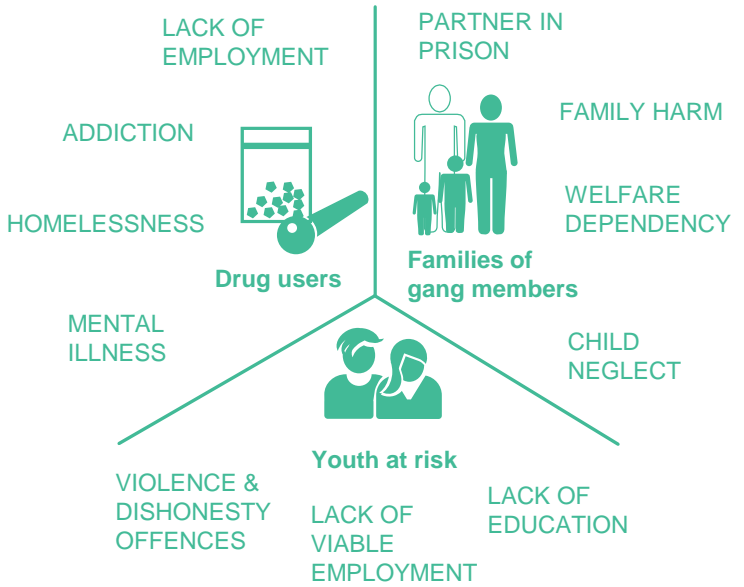 LACK OF
EMPLOYMENT
ADDICTION
HOMELESSNESS
MENTAL
ILLNESS
Drug users
PARTNER IN
PRISON
FAMILY HARM
WELFARE
DEPENDENCY
CHILD
NEGLECT
Families of
gang members
Youth at risk
VIOLENCE &
DISHONESTY
OFFENCES
LACK OF
VIABLE
EMPLOYMENT
LACK OF
EDUCATION